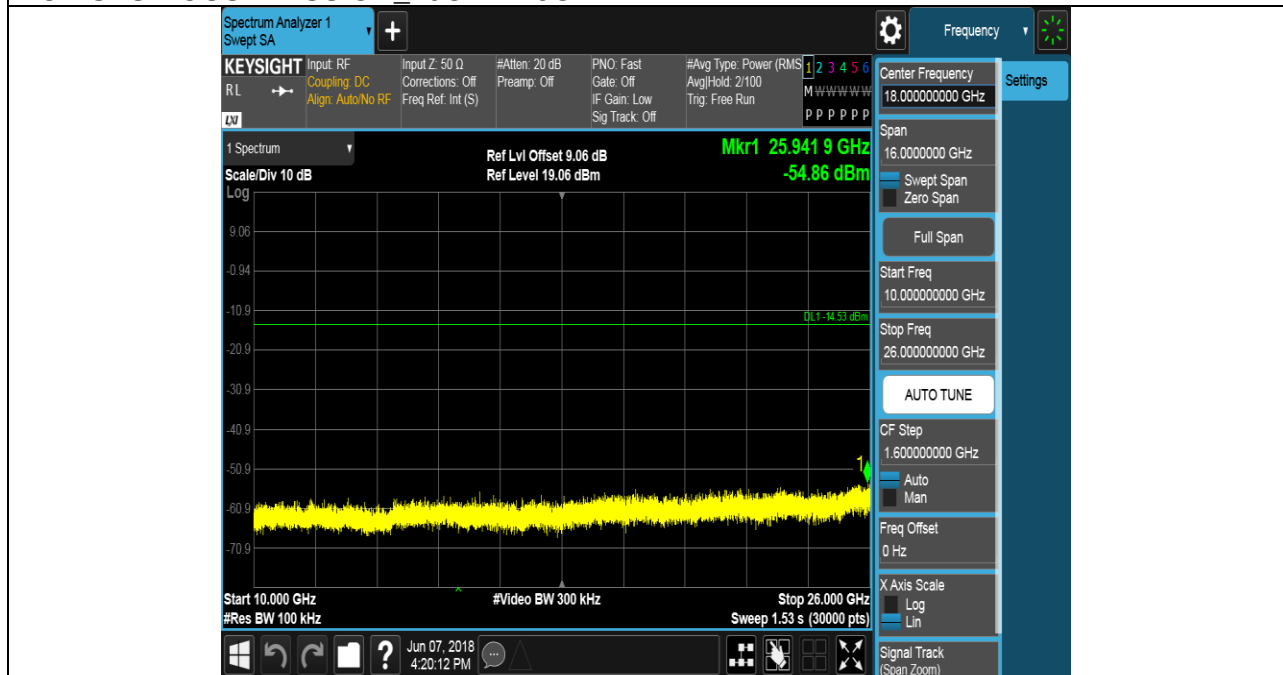 Spectrum Analyzer 1
Swept SA
Frequency
KEYSIGHT
RL
LXI
Input: RF
Coupling: DC
Align: Auto/No RF
Input Z: 50 Ω
Corrections: Off
Freq Ref: Int (S)
#Atten: 20 dB
Preamp: Off
PNO: Fast
Gate: Off
IF Gain: Low
Sig Track: Off
#Avg Type: Power (RMS
Avg|Hold: 2/100
Trig: Free Run
1 2 3 4 5 6
M W W W W W
P P P P P P
Center Frequency
18.000000000 GHz
Settings
1 Spectrum
Ref Lvl Offset 9.06 dB
Mkr1 25.941 9 GHz
Scale/Div 10 dB
Ref Level 19.06 dBm
-54.86 dBm
Log
9.06
-0.94
-10.9
DL1 -14.53 dBm
-20.9
-30.9
-40.9
-50.9
1
-60.9
-70.9
Start 10.000 GHz
#Video BW 300 kHz
Stop 26.000 GHz
#Res BW 100 kHz
Sweep 1.53 s (30000 pts)
Span
16.0000000 GHz
Swept Span
Zero Span
Full Span
Start Freq
10.000000000 GHz
Stop Freq
26.000000000 GHz
AUTO TUNE
CF Step
1.600000000 GHz
Auto
Man
Freq Offset
0 Hz
X Axis Scale
Log
Lin
Signal Track
(Span Zoom)
?
Jun 07, 2018
4:20:12 PM